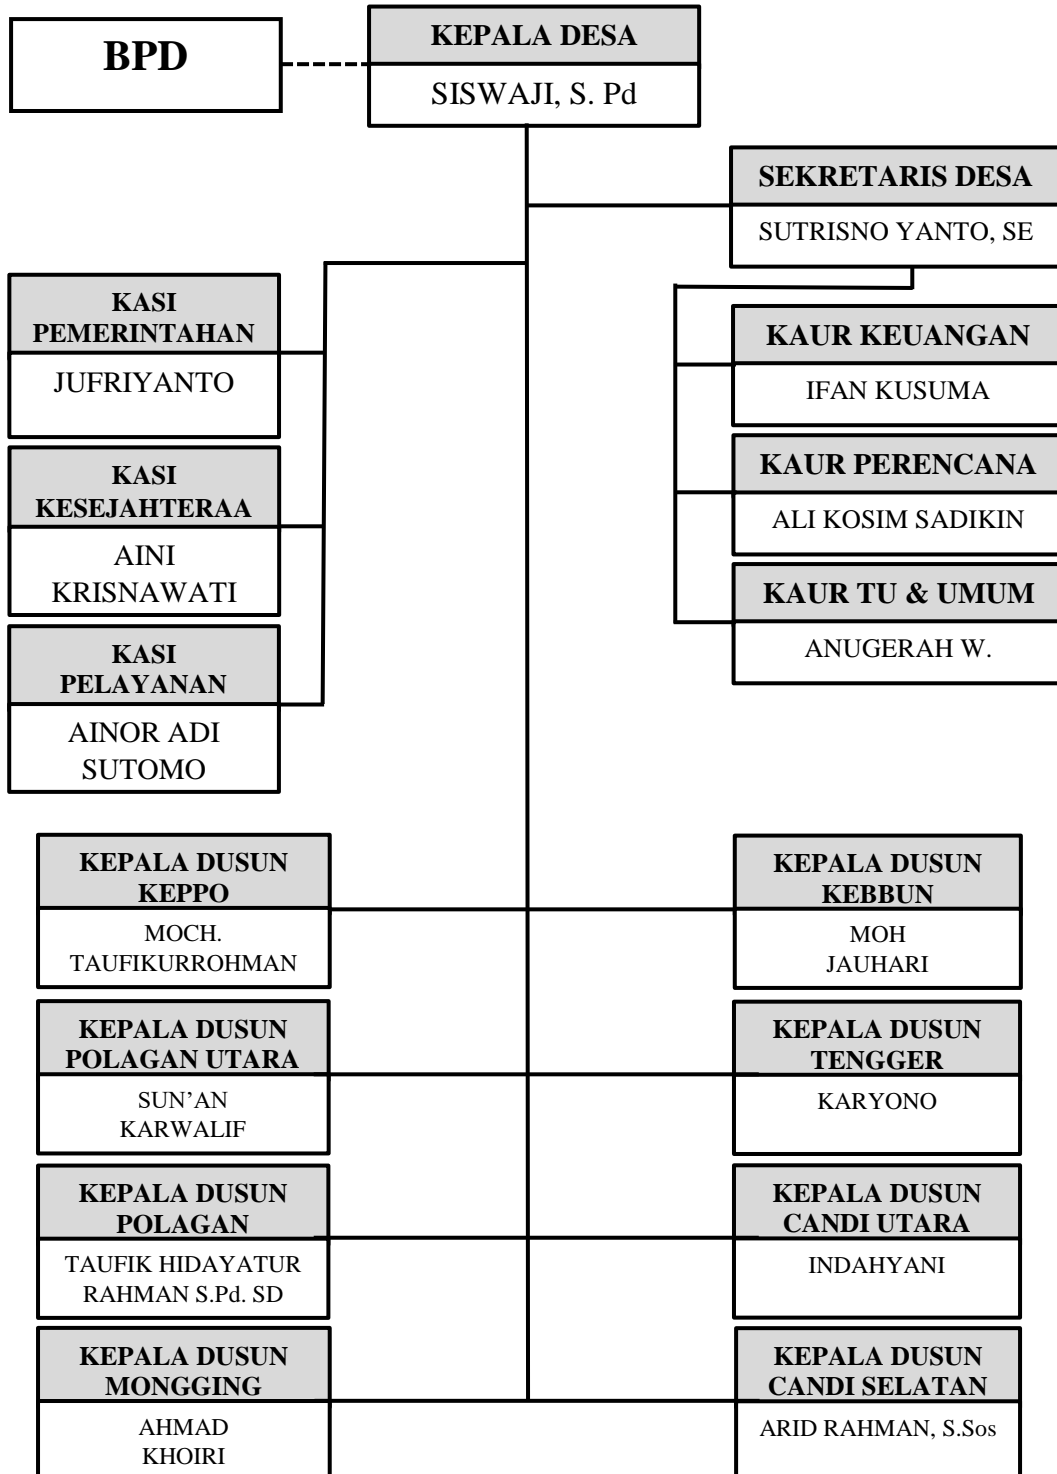 BPD
KEPALA DESA
SISWAJI, S. Pd
SEKRETARIS DESA
SUTRISNO YANTO, SE
KASI
PEMERINTAHAN
JUFRIYANTO
KASI
KESEJAHTERAA
AINI
KRISNAWATI
KASI
PELAYANAN
AINOR ADI
SUTOMO
KAUR KEUANGAN
IFAN KUSUMA
KAUR PERENCANA
ALI KOSIM SADIKIN
KAUR TU & UMUM
ANUGERAH W.
KEPALA DUSUN
KEPPO
MOCH.
TAUFIKURROHMAN
KEPALA DUSUN
KEBBUN
MOH
JAUHARI
KEPALA DUSUN
POLAGAN UTARA
SUN’AN
KARWALIF
KEPALA DUSUN
TENGGER
KARYONO
KEPALA DUSUN
POLAGAN
TAUFIK HIDAYATUR
RAHMAN S.Pd. SD
KEPALA DUSUN
CANDI UTARA
INDAHYANI
KEPALA DUSUN
MONGGING
AHMAD
KHOIRI
KEPALA DUSUN
CANDI SELATAN
ARID RAHMAN, S.Sos